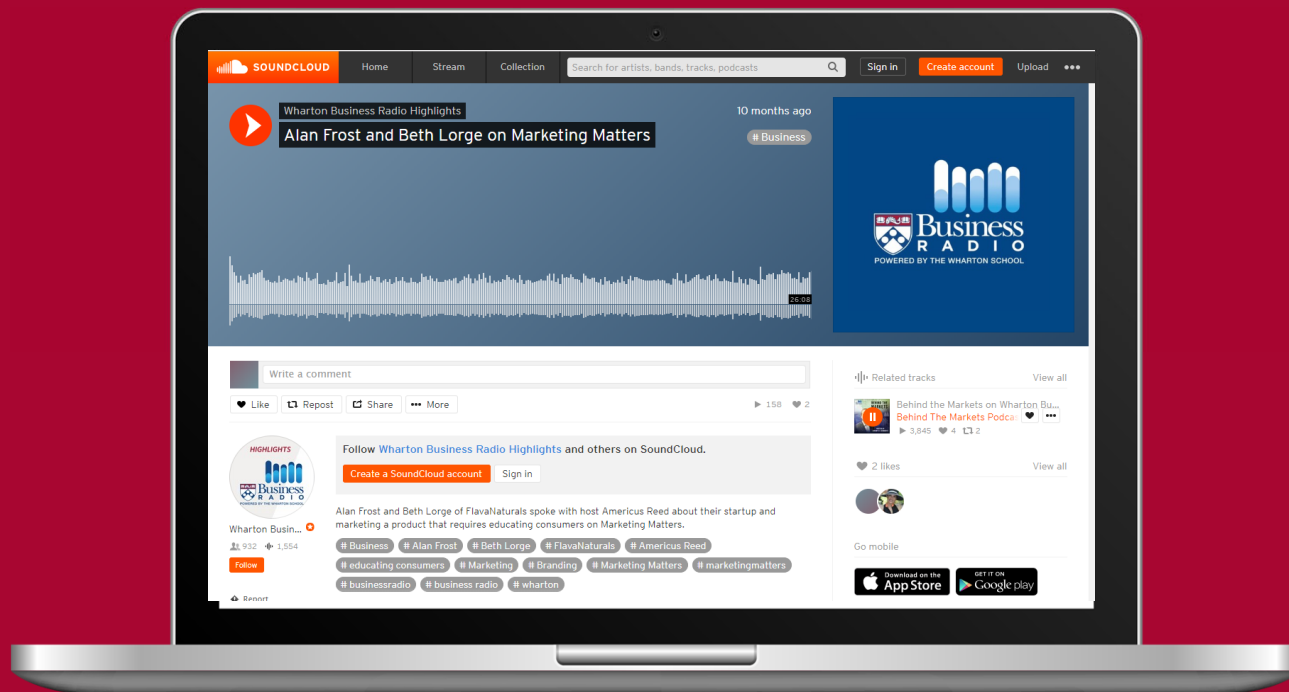 SOUNDCLOUD Home Stream Collection Search for artists, bands, tracks, podcasts Sign in Create account Upload
Wharton Business Radio Highlights
10 months ago
Alan Frost and Beth Lorge on Marketing Matters
# Business
26:08
Business
RADIO
POWERED BY THE WHARTON SCHOOL
Write a comment
Like Repost Share More
158 2
HIGHLIGHTS
Business
RADIO
POWERED BY THE WHARTON SCHOOL
Wharton Busin...
932 1,554
Follow
Report
Follow Wharton Business Radio Highlights and others on SoundCloud.
Create a SoundCloud account Sign in
Alan Frost and Beth Lorge of FlavaNaturals spoke with host Americus Reed about their startup and
marketing a product that requires educating consumers on Marketing Matters.
# Business # Alan Frost # Beth Lorge # FlavaNaturals # Americus Reed
# educating consumers # Marketing # Branding # Marketing Matters # marketingmatters
# businessradio # business radio # wharton
Related tracks View all
Behind the Markets on Wharton Bu...
Behind The Markets Podca
3,845 4 2
2 likes View all
Go mobile
Download on the
App Store
GET IT ON
Google play